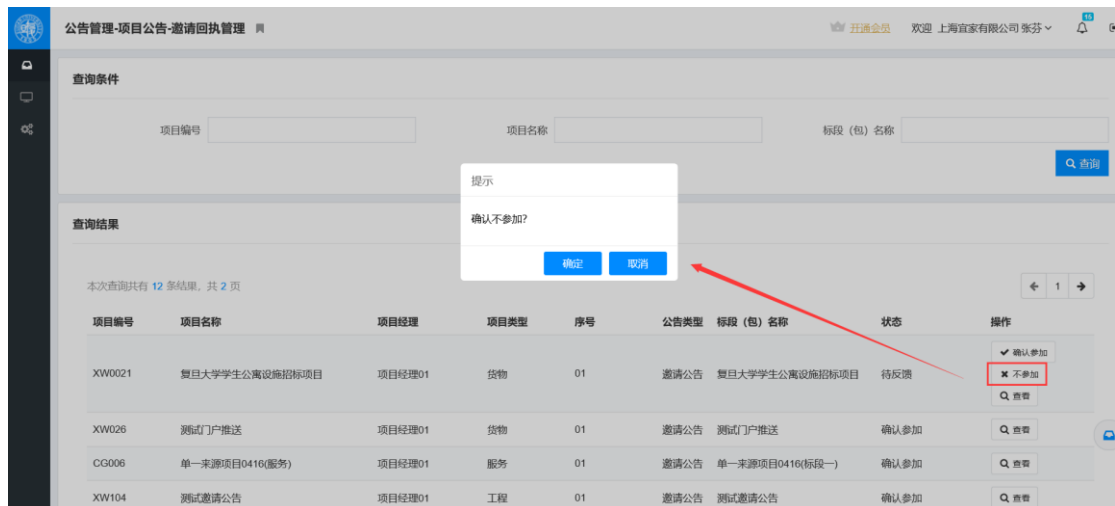 公告管理-项目公告-邀请回执管理
开通会员 欢迎 上海宜家有限公司 张芬
16
查询条件
项目编号 项目名称 标段（包）名称
查询
提示
确认不参加?
确定 取消
查询结果
本次查询共有 12 条结果，共 2 页
1
项目编号 项目名称 项目经理 项目类型 序号 公告类型 标段（包）名称 状态 操作
确认参加
XW0021 复旦大学学生公寓设施招标项目 项目经理01 货物 01 邀请公告 复旦大学学生公寓设施招标项目 待反馈 不参加
查看
XW026 测试门户推送 项目经理01 货物 01 邀请公告 测试门户推送 确认参加 查看
CG006 单一来源项目0416(服务) 项目经理01 服务 01 邀请公告 单一来源项目0416(标段一) 确认参加 查看
XW104 测试邀请公告 项目经理01 工程 01 邀请公告 测试邀请公告 确认参加 查看